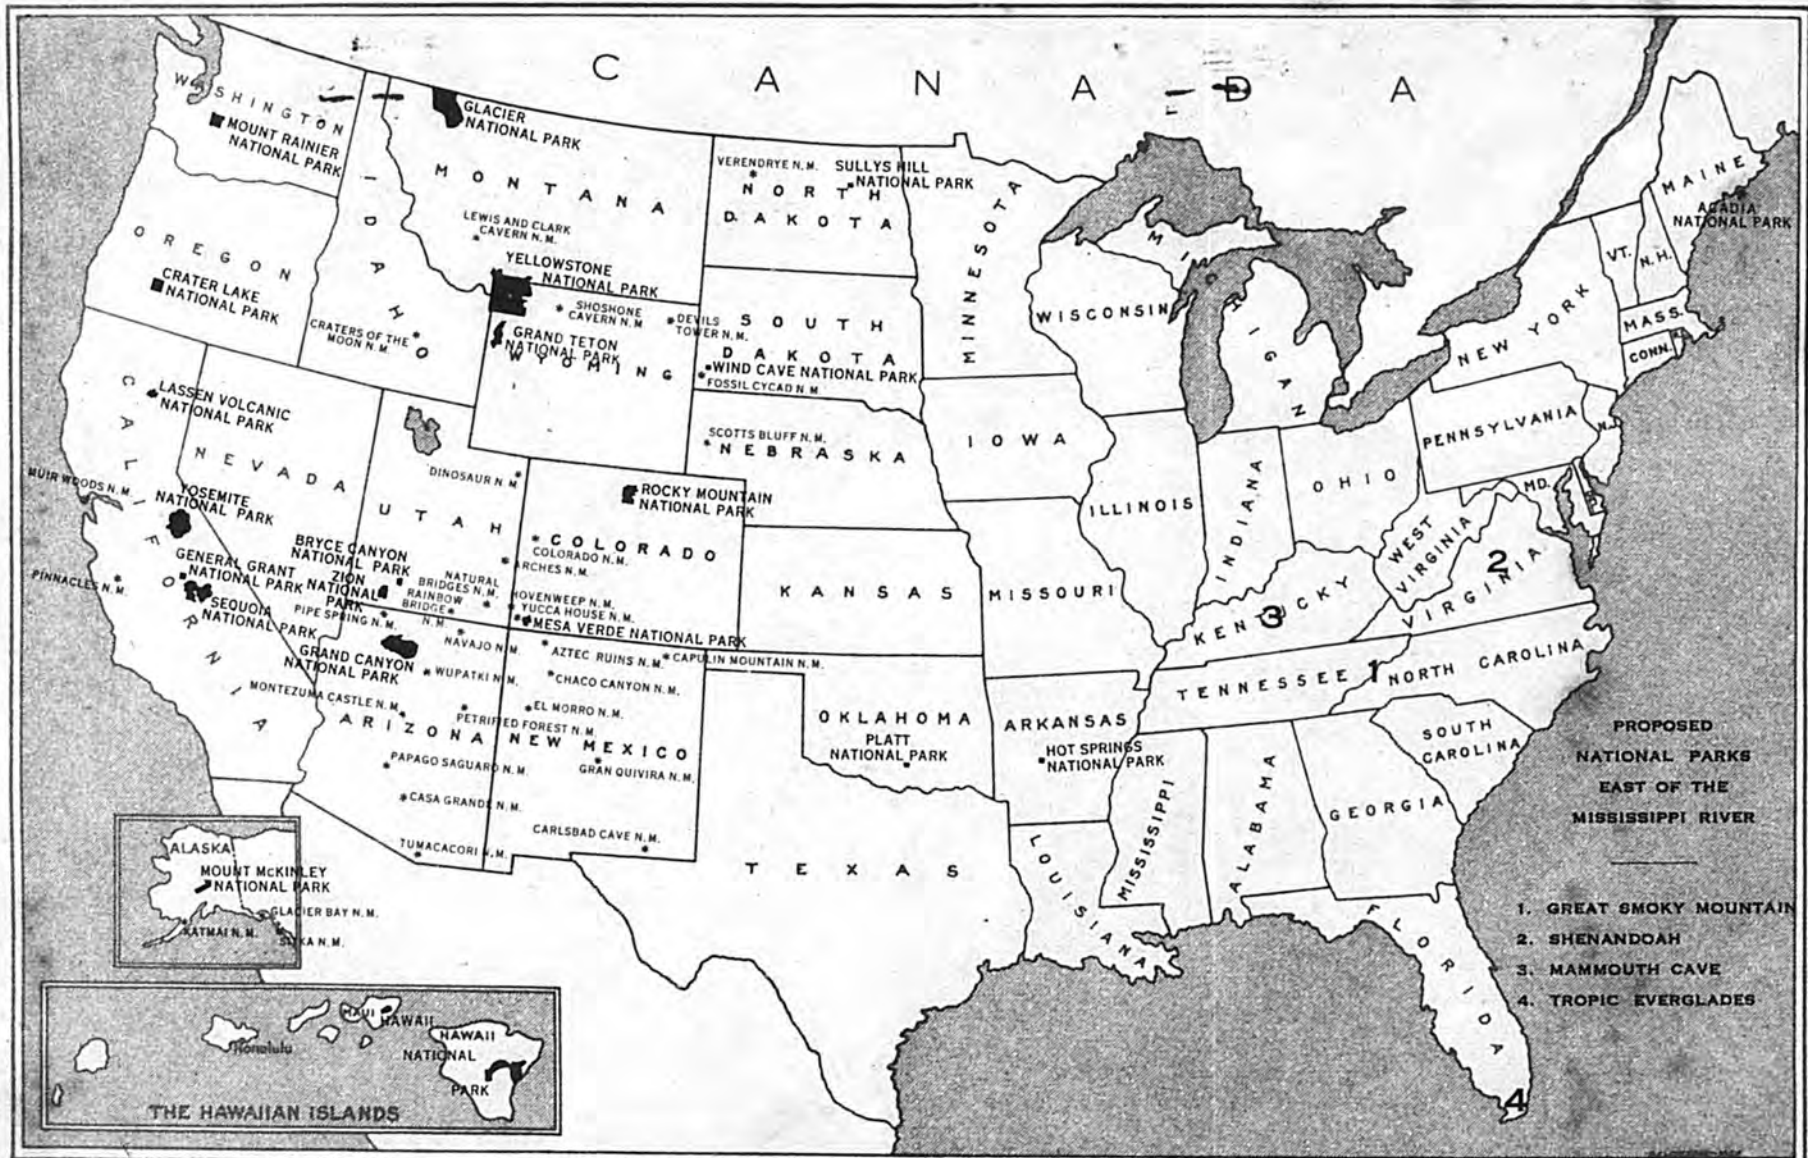 C A N A D A
WASHINGTON
MOUNT RAINIER
NATIONAL PARK
OREGON
CRATER LAKE
NATIONAL PARK
IDAHO
CRATERS OF THE
MOON N.M.
GLACIER
NATIONAL PARK
MONTANA
LEWIS AND CLARK
CAVERN N.M.
YELLOWSTONE
NATIONAL PARK
SHOSHONE
CAVERN N.M
DEVILS
TOWER N.M.
GRAND TETON
NATIONAL PARK
WYOMING
VERENDRYE N.M.
SULLYS HILL
NATIONAL PARK
NORTH
DAKOTA
SOUTH
DAKOTA
WIND CAVE NATIONAL PARK
FOSSIL CYCAD N.M.
SCOTTS BLUFF N.M.
NEBRASKA
KANSAS
MINNESOTA
IOWA
MISSOURI
WISCONSIN
MICHIGAN
ILLINOIS
INDIANA
OHIO
KENTUCKY
3
TENNESSEE
1
WEST
VIRGINIA
VIRGINIA
2
NORTH CAROLINA
SOUTH
CAROLINA
GEORGIA
ALABAMA
MISSISSIPPI
LOUISIANA
FLORIDA
4
PENNSYLVANIA
NEW YORK
VT.
N.H.
MAINE
ACADIA
NATIONAL PARK
MASS.
CONN.
N.J.
MD.
CALIFORNIA
LASSEN VOLCANIC
NATIONAL PARK
MUIR WOODS N.M.
YOSEMITE
NATIONAL PARK
GENERAL GRANT
NATIONAL PARK
PINNACLES N.M.
SEQUOIA
NATIONAL PARK
NEVADA
UTAH
DINOSAUR N.M
BRYCE CANYON
NATIONAL PARK
ZION
NATIONAL
PARK
NATURAL
BRIDGES N.M.
RAINBOW
BRIDGE
N.M.
PIPE SPRING N.M.
ARCHES N.M.
ROCKY MOUNTAIN
NATIONAL PARK
COLORADO
COLORADO N.M.
HOVENWEEP N.M.
YUCCA HOUSE N.M.
MESA VERDE NATIONAL PARK
GRAND CANYON
NATIONAL PARK
NAVAJO N.M.
WUPATKI N.M.
MONTEZUMA CASTLE N.M.
PETRIFIED FOREST N.M.
ARIZONA
PAPAGO SAGUARO N.M.
CASA GRANDE N.M.
TUMACACORI N.M.
AZTEC RUINS N.M.
CAPULIN MOUNTAIN N.M.
CHACO CANYON N.M.
EL MORRO N.M.
NEW MEXICO
GRAN QUIVIRA N.M.
CARLSBAD CAVE N.M.
OKLAHOMA
PLATT
NATIONAL PARK
TEXAS
ARKANSAS
HOT SPRINGS
NATIONAL PARK
ALASKA
MOUNT McKINLEY
NATIONAL PARK
GLACIER BAY N.M.
KATMAI N.M.
SITKA N.M.
MAUI
HAWAII
Honolulu
HAWAII
NATIONAL
PARK
THE HAWAIIAN ISLANDS
PROPOSED
NATIONAL PARKS
EAST OF THE
MISSISSIPPI RIVER
1. GREAT SMOKY MOUNTAIN
2. SHENANDOAH
3. MAMMOUTH CAVE
4. TROPIC EVERGLADES